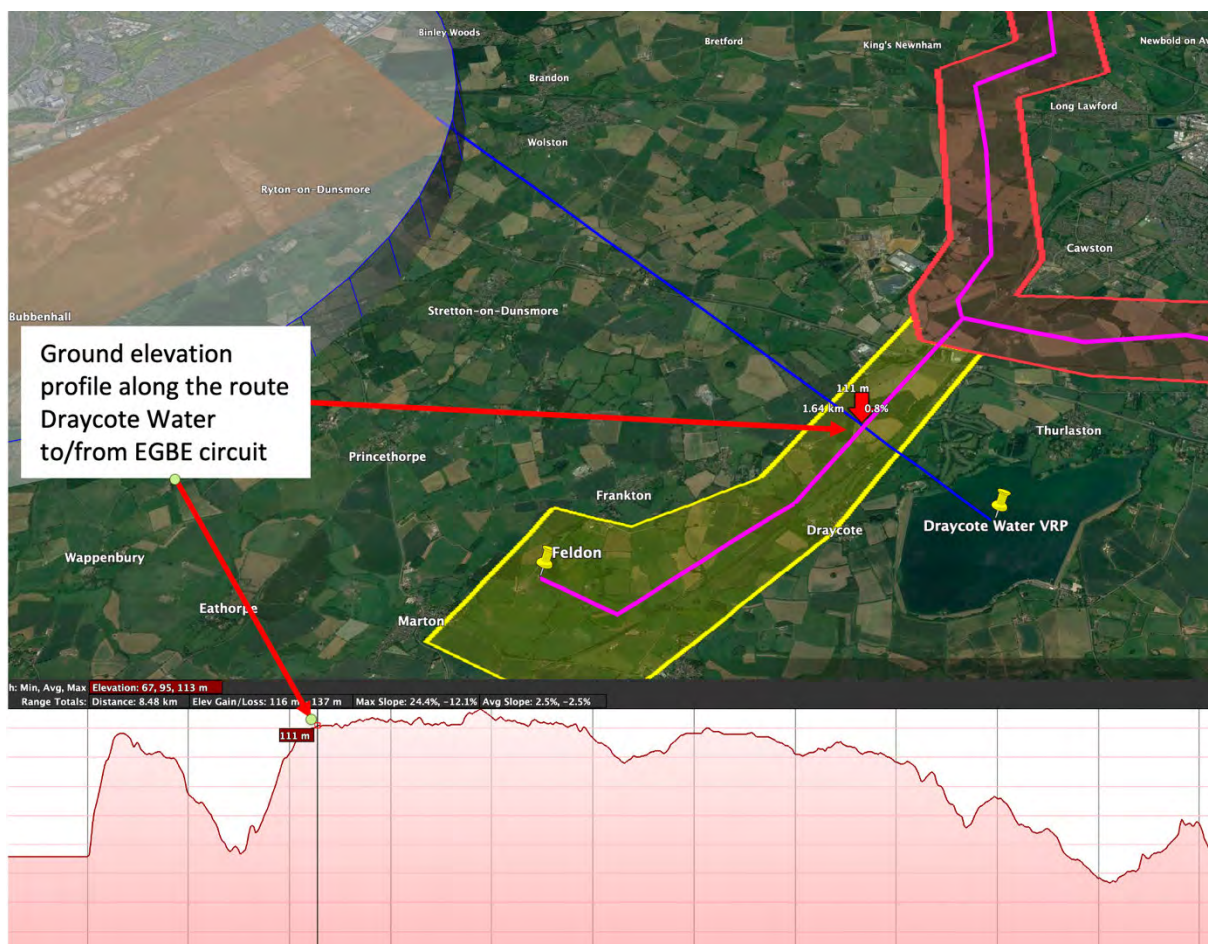 Binley Woods
Bretford
King's Newnham
Newbold on Av
Brandon
Long Lawford
Wolston
Ryton-on-Dunsmore
Cawston
Bubbenhall
Stretton-on-Dunsmore
Ground elevation
profile along the route
Draycote Water
to/from EGBE circuit
111 m
1.64 km 0.8%
Thurlaston
Princethorpe
Frankton
Draycote Water VRP
Draycote
Wappenbury
Feldon
Eathorpe
Marton
h: Min, Avg, Max Elevation: 67, 95, 113 m
Range Totals: Distance: 8.48 km Elev Gain/Loss: 116 m 137 m Max Slope: 24.4%, -12.1% Avg Slope: 2.5%, -2.5%
111 m